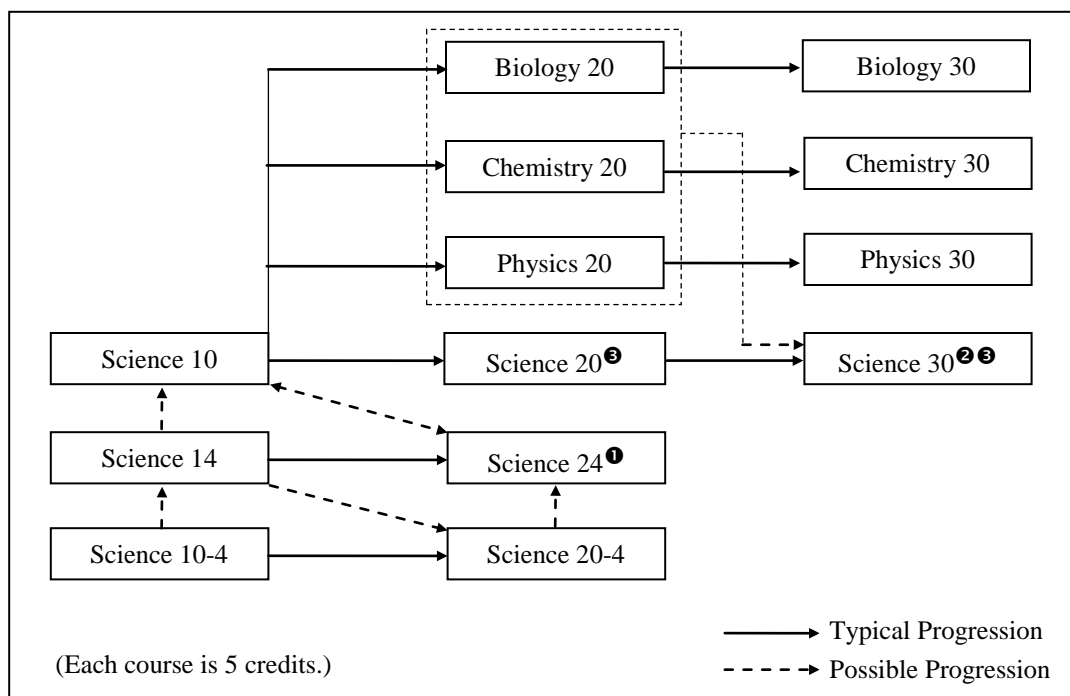 Biology 20
Biology 30
Chemistry 20
Chemistry 30
Physics 20
Physics 30
Science 10
Science 20❸
Science 30❷❸
Science 14
Science 24❶
Science 10-4
Science 20-4
Typical Progression
(Each course is 5 credits.)
Possible Progression